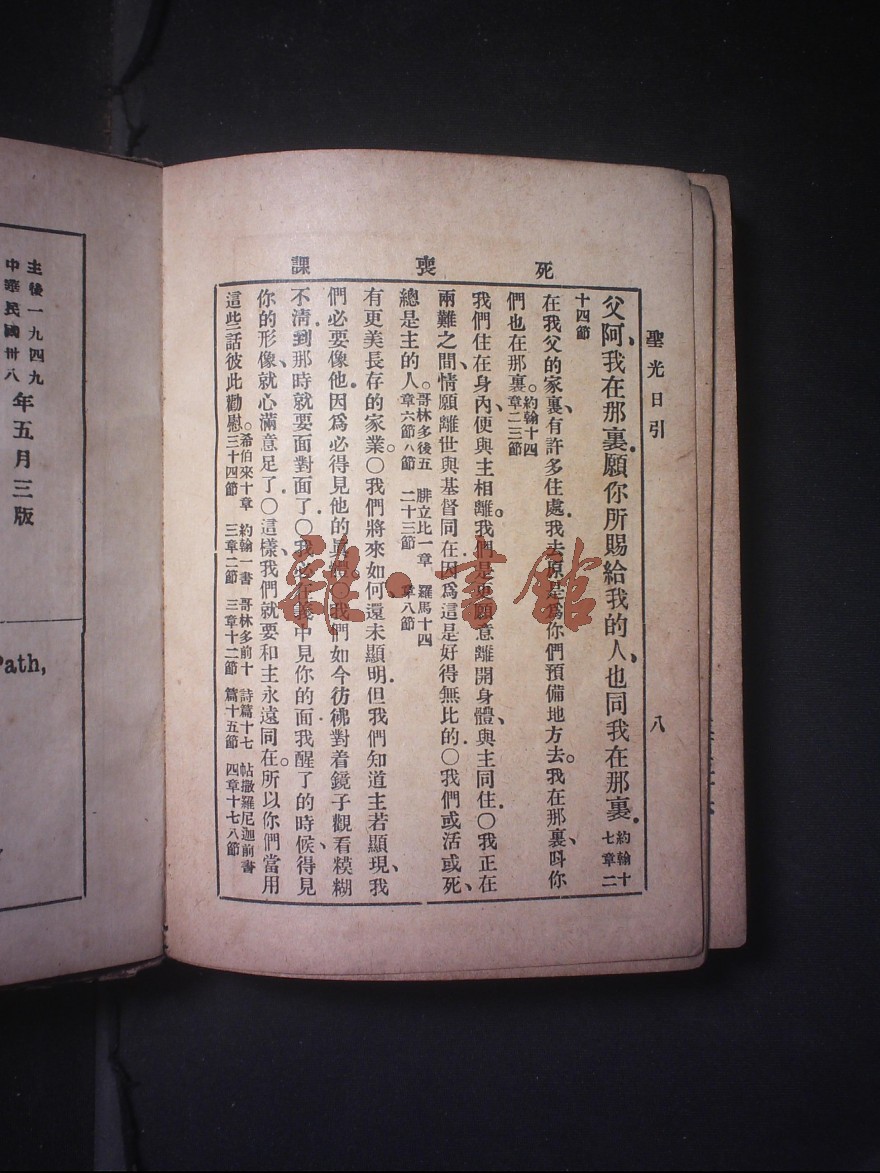 聖光日引
八
死喪課
父阿、我在那裏、願你所賜給我的人、也同我在那裏。約翰十七章二
十四節
在我父的家裏、有許多住處、我去原是爲你們預備地方去。我在那裏、呌你
們也在那裏。約翰十四章二三節
我們住在身內、便與主相離、我們是更願意離開身體、與主同住、〇我正在
兩難之間、情願離世與基督同在、因爲這是好得無比的、〇我們或活或死、
總是主的人。哥林多後五章六節八節 腓立比一章二十三節 羅馬十四章八節
有更美長存的家業。〇我們將來如何、還未顯明、但我們知道主若顯現、我
們必要像他、因爲必得見他的眞體。〇我們如今彷彿對着鏡子觀看糢糊
不淸、到那時就要面對面了、〇我必在義中見你的面、我醒了的時候、得見
你的形像、就心滿意足了、〇這樣、我們就要和主永遠同在。所以你們當用
這些話彼此勸慰。希伯來十章三十四節 約翰一書三章二節 哥林多前十三章十二節 詩篇十七篇十五節 帖撒羅尼迦前書四章十七八節
主後一九四九
中華民國卅八
年五月三版
Path,
雜·書館